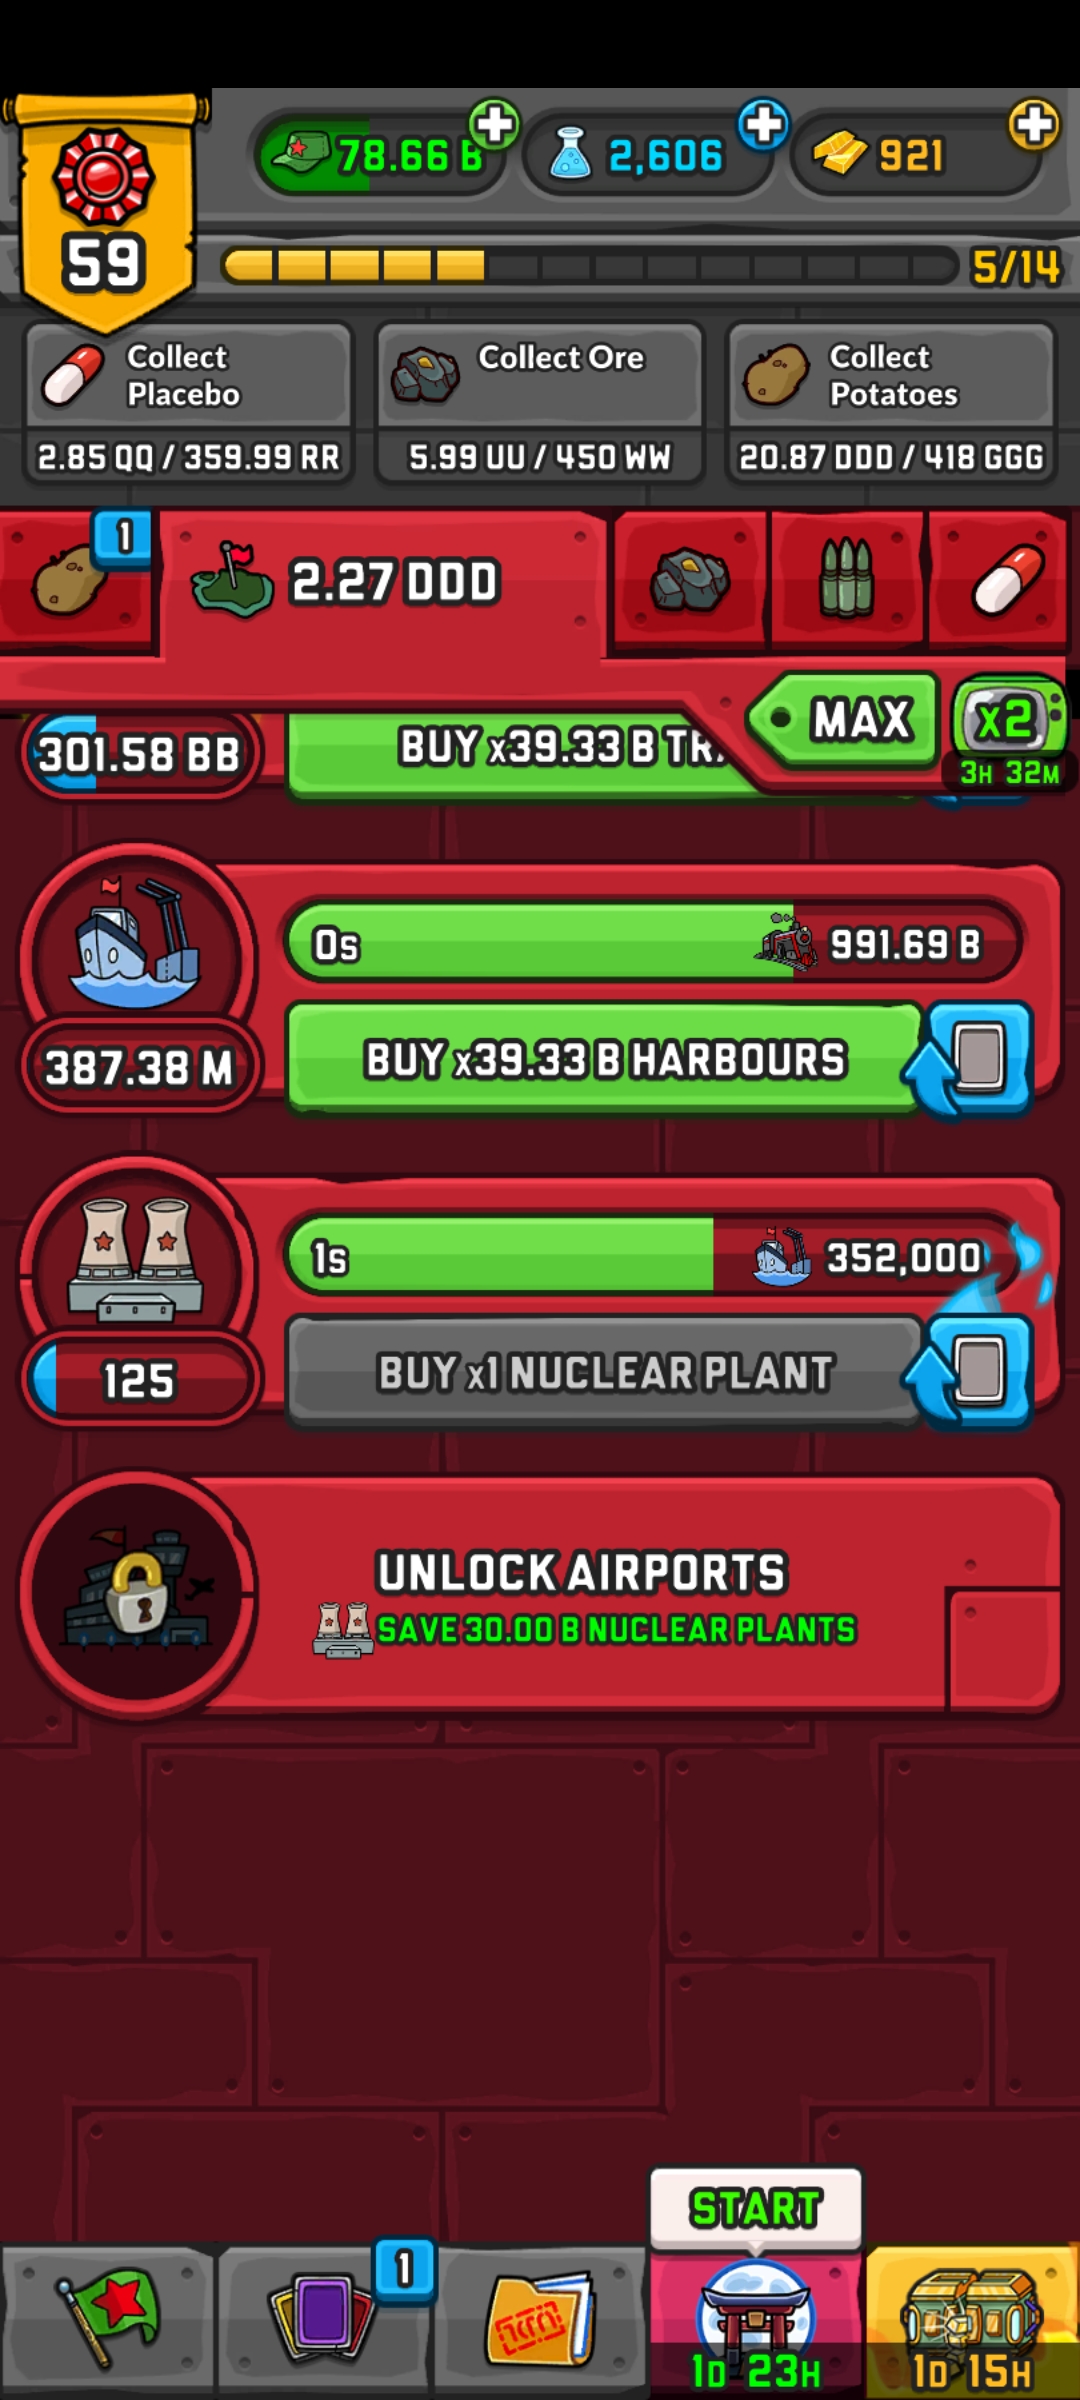 78.66 B
2,606
921
59
5/14
Collect
Placebo
2.85 QQ / 359.99 RR
Collect Ore
5.99 UU / 450 WW
Collect
Potatoes
20.87 DDD / 418 GGG
1
2.27 DDD
MAX
x2
3H 32M
301.58 BB
BUY x39.33 B TR
0s
991.69 B
387.38 M
BUY x39.33 B HARBOURS
1s
352,000
125
BUY x1 NUCLEAR PLANT
UNLOCK AIRPORTS
SAVE 30.00 B NUCLEAR PLANTS
START
1
1D 23H
1D 15H